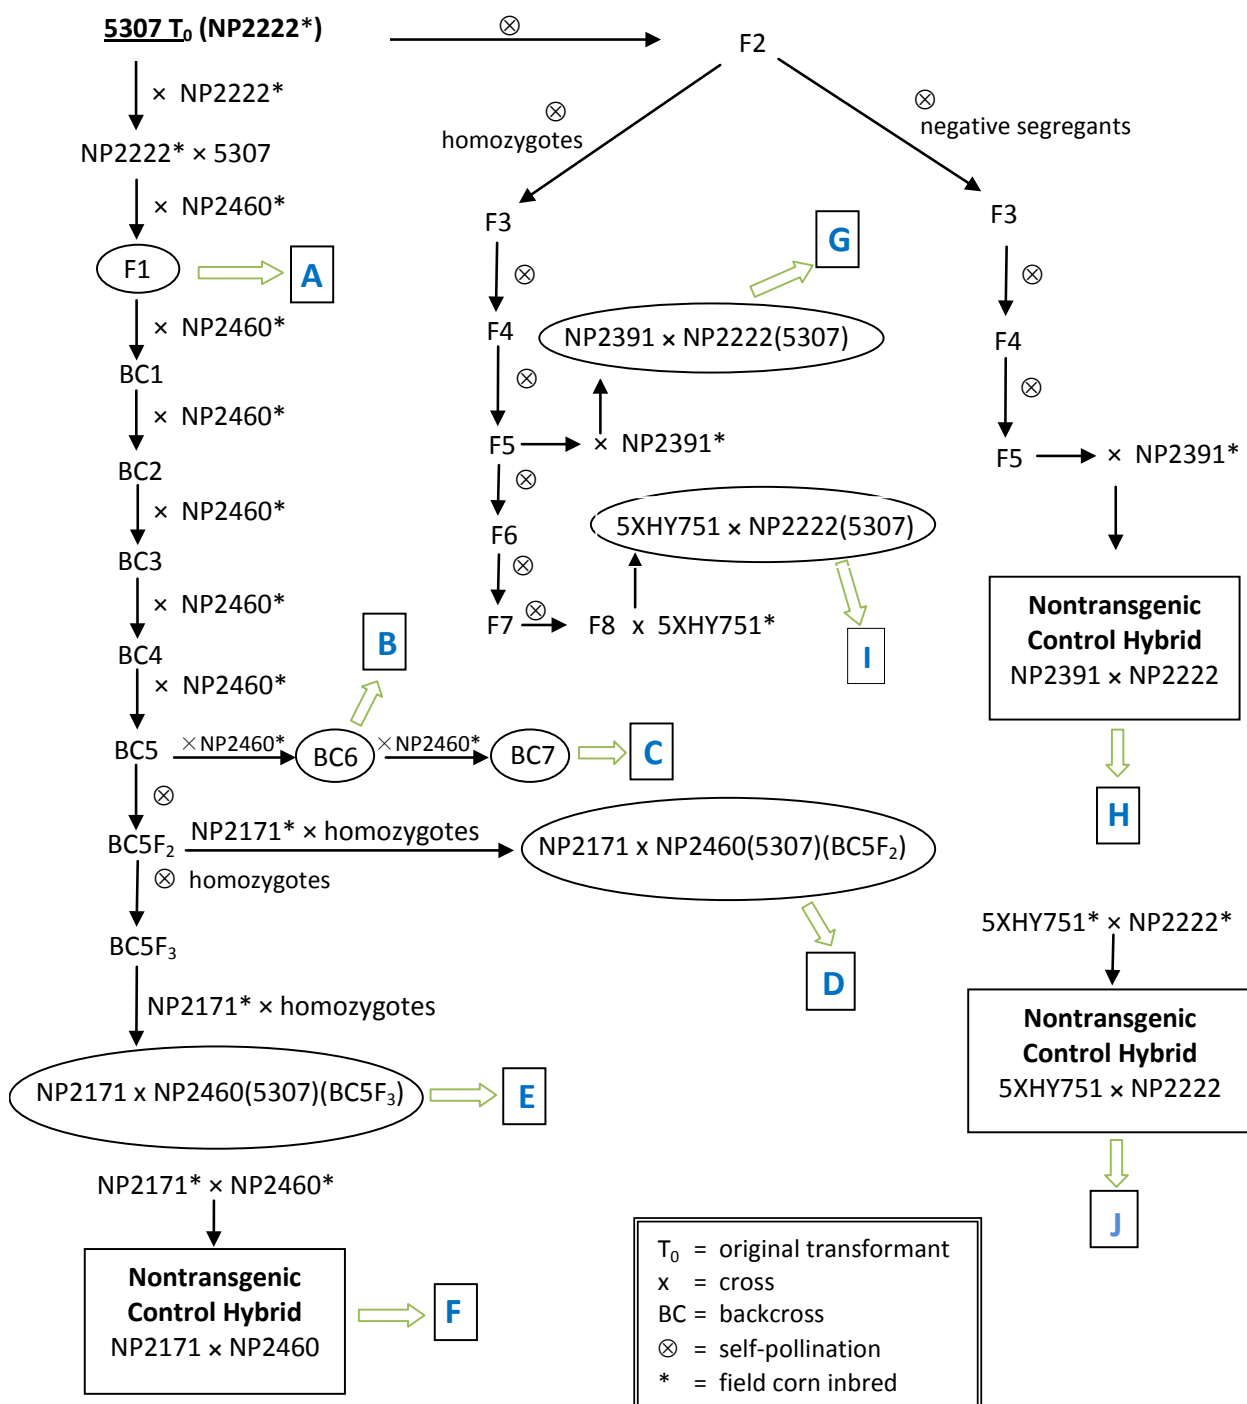 5307 T₀ (NP2222*)
⊗
F2
× NP2222*
⊗
homozygotes
⊗
negative segregants
NP2222* × 5307
× NP2460*
F3
F3
G
F1
A
⊗
⊗
× NP2460*
F4
NP2391 × NP2222(5307)
F4
BC1
⊗
⊗
× NP2460*
F5
× NP2391*
F5
× NP2391*
BC2
⊗
× NP2460*
F6
5XHY751 × NP2222(5307)
BC3
⊗
× NP2460*
F7
⊗
F8 x 5XHY751*
Nontransgenic
Control Hybrid
NP2391 × NP2222
BC4
B
I
× NP2460*
BC5
×NP2460*
BC6
×NP2460*
BC7
C
⊗
H
BC5F₂
NP2171* × homozygotes
NP2171 x NP2460(5307)(BC5F₂)
⊗ homozygotes
BC5F₃
D
5XHY751* × NP2222*
NP2171* × homozygotes
Nontransgenic
Control Hybrid
5XHY751 × NP2222
NP2171 x NP2460(5307)(BC5F₃)
E
J
NP2171* × NP2460*
Nontransgenic
Control Hybrid
NP2171 × NP2460
F
T₀ = original transformant
x = cross
BC = backcross
⊗ = self-pollination
* = field corn inbred